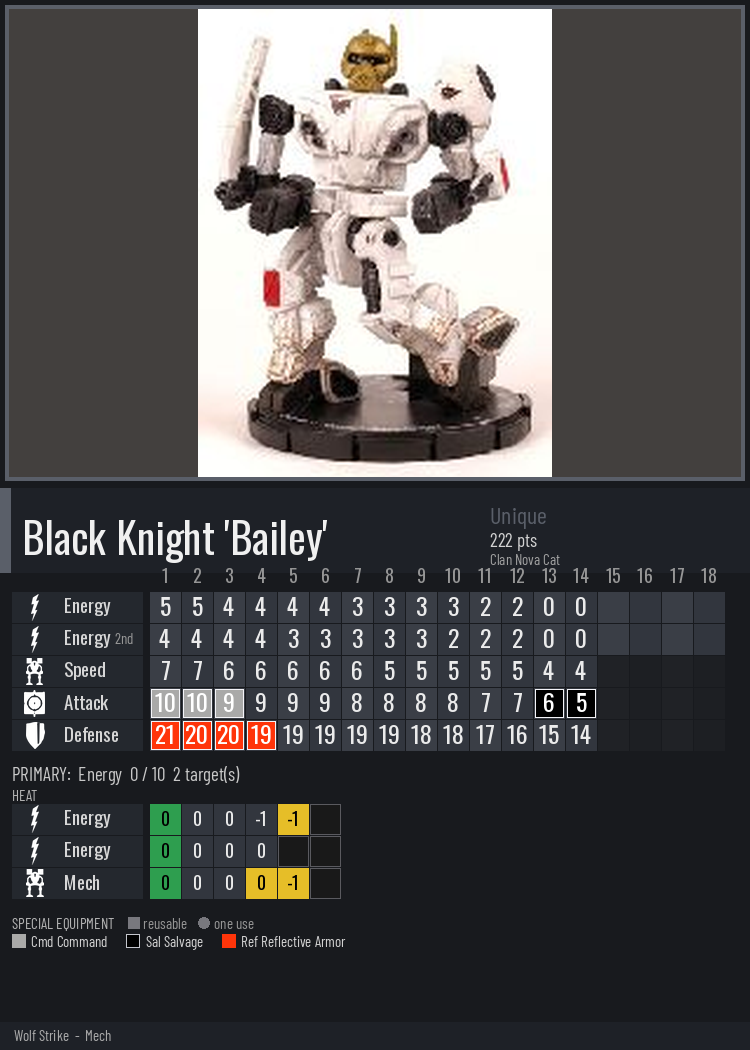 Black Knight 'Bailey'
Unique
222 pts
Clan Nova Cat
1 2 3 4 5 6 7 8 9 10 11 12 13 14 15 16 17 18
Energy 5 5 4 4 4 4 3 3 3 3 2 2 0 0
Energy 2nd 4 4 4 4 3 3 3 3 3 2 2 2 0 0
Speed 7 7 6 6 6 6 6 5 5 5 5 5 4 4
Attack 10 10 9 9 9 9 8 8 8 8 7 7 6 5
Defense 21 20 20 19 19 19 19 19 18 18 17 16 15 14
PRIMARY: Energy 0 / 10 2 target(s)
HEAT
Energy 0 0 0 -1 -1
Energy 0 0 0 0
Mech 0 0 0 0 -1
SPECIAL EQUIPMENT reusable one use
Cmd Command Sal Salvage Ref Reflective Armor
Wolf Strike - Mech